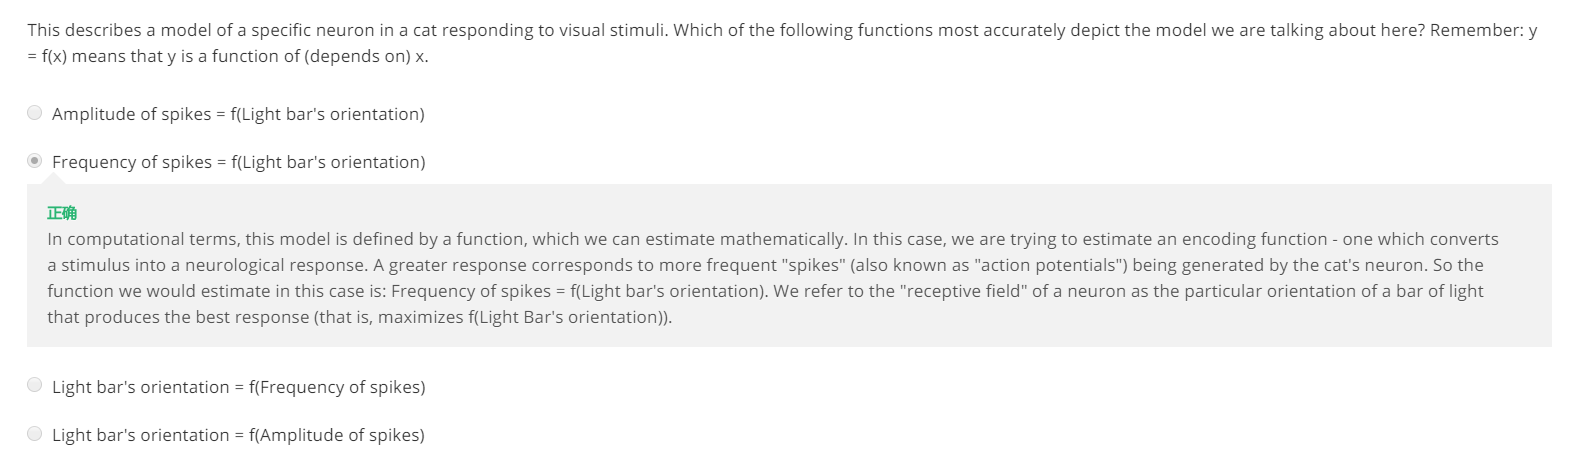 This describes a model of a specific neuron in a cat responding to visual stimuli. Which of the following functions most accurately depict the model we are talking about here? Remember: y
= f(x) means that y is a function of (depends on) x.
Amplitude of spikes = f(Light bar's orientation)
Frequency of spikes = f(Light bar's orientation)
正确
In computational terms, this model is defined by a function, which we can estimate mathematically. In this case, we are trying to estimate an encoding function - one which converts
a stimulus into a neurological response. A greater response corresponds to more frequent "spikes" (also known as "action potentials") being generated by the cat's neuron. So the
function we would estimate in this case is: Frequency of spikes = f(Light bar's orientation). We refer to the "receptive field" of a neuron as the particular orientation of a bar of light
that produces the best response (that is, maximizes f(Light Bar's orientation)).
Light bar's orientation = f(Frequency of spikes)
Light bar's orientation = f(Amplitude of spikes)